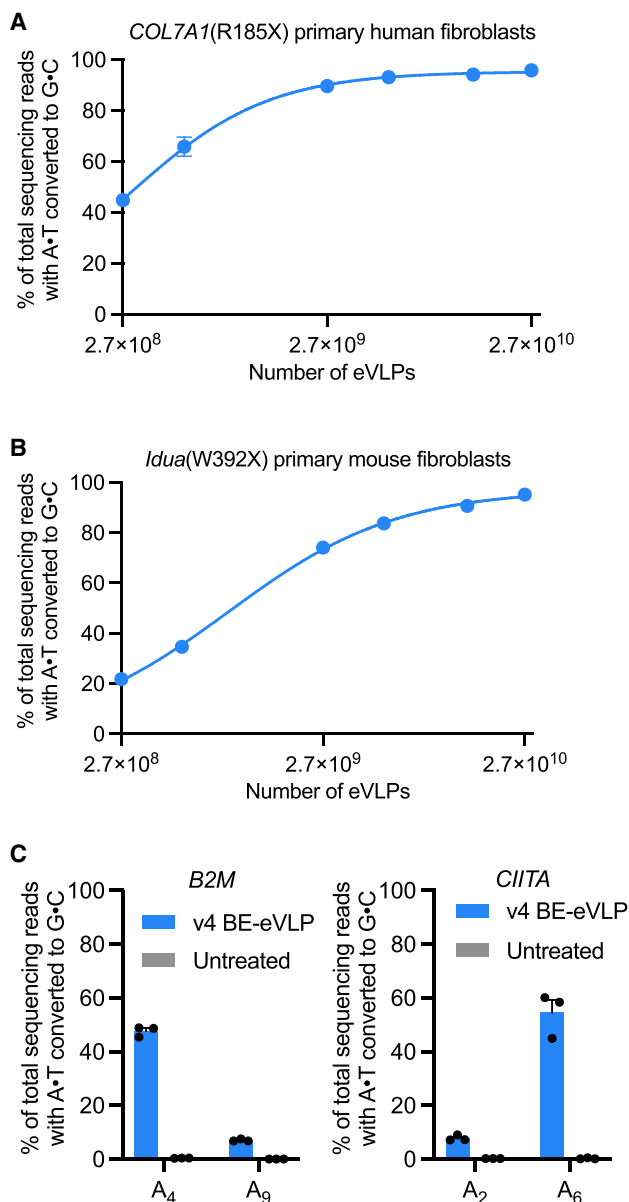 A
COL7A1(R185X) primary human fibroblasts
% of total sequencing reads
with A•T converted to G•C
100
80
60
40
20
0
2.7×10⁸
2.7×10⁹
2.7×10¹⁰
Number of eVLPs
B
Idua(W392X) primary mouse fibroblasts
% of total sequencing reads
with A•T converted to G•C
100
80
60
40
20
0
2.7×10⁸
2.7×10⁹
2.7×10¹⁰
Number of eVLPs
C
B2M
% of total sequencing reads
with A•T converted to G•C
100
80
60
40
20
0
v4 BE-eVLP
Untreated
A₄
A₉
CIITA
% of total sequencing reads
with A•T converted to G•C
100
80
60
40
20
0
v4 BE-eVLP
Untreated
A₂
A₆